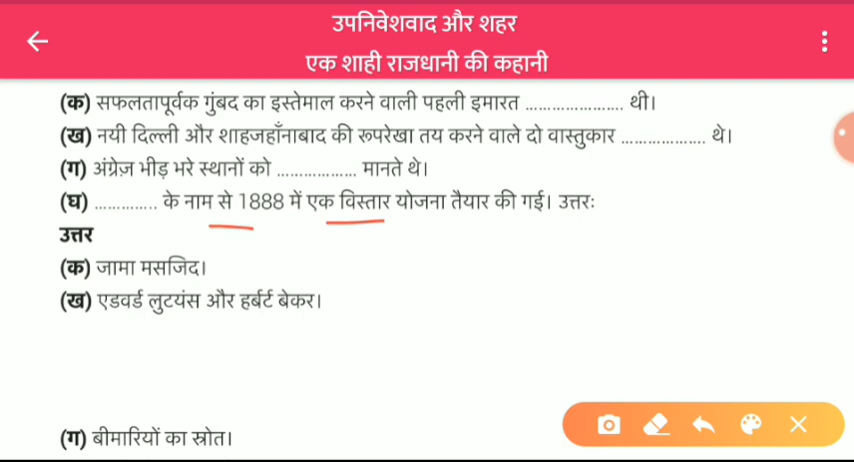 उपनिवेशवाद और शहर
एक शाही राजधानी की कहानी
(क) सफलतापूर्वक गुंबद का इस्तेमाल करने वाली पहली इमारत ..................... थी।
(ख) नयी दिल्ली और शाहजहाँनाबाद की रूपरेखा तय करने वाले दो वास्तुकार ................... थे।
(ग) अंग्रेज़ भीड़ भरे स्थानों को .................. मानते थे।
(घ) .............. के नाम से 1888 में एक विस्तार योजना तैयार की गई। उत्तरः
उत्तर
(क) जामा मसजिद।
(ख) एडवर्ड लुटयंस और हर्बर्ट बेकर।
(ग) बीमारियों का स्रोत।